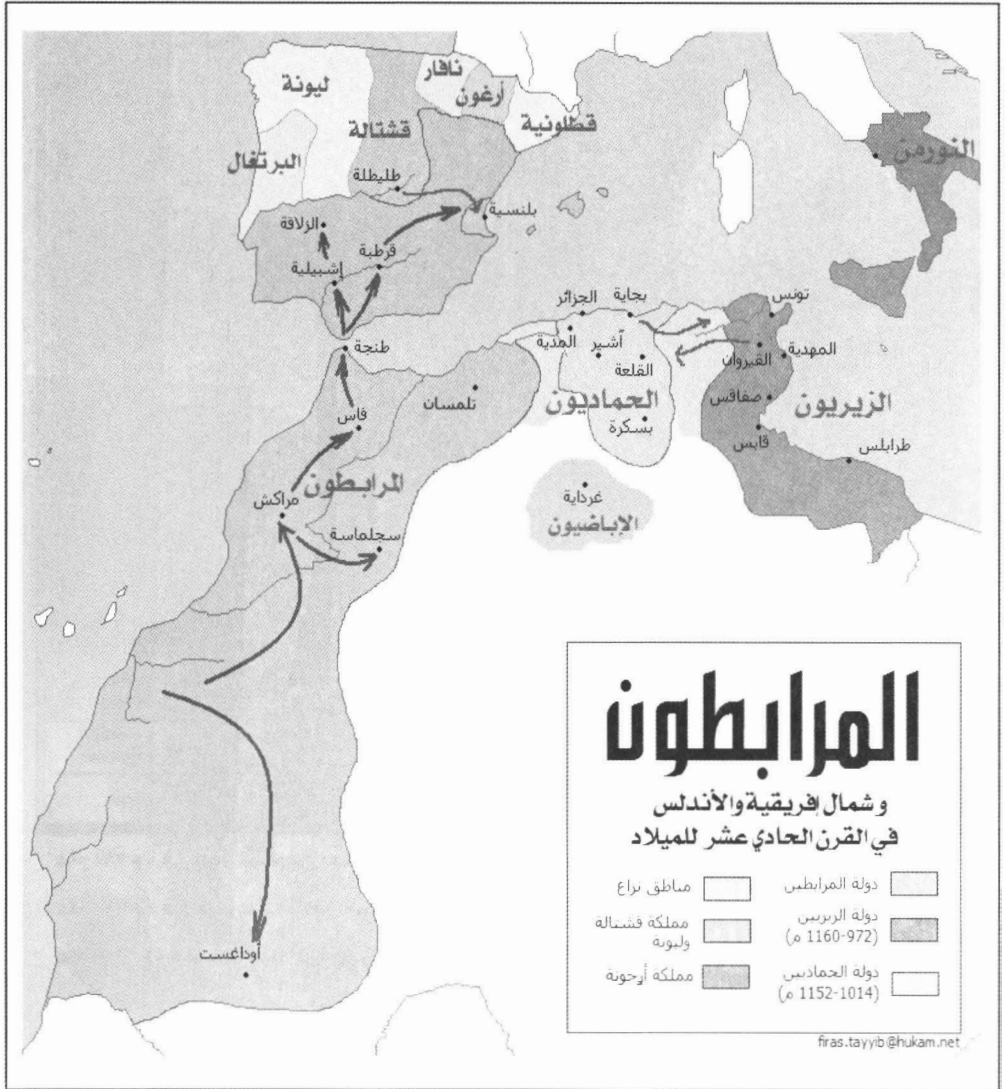 نافار
ليونة
أرغون
قطلونية
قشتالة
النورمن
البرتغال
طليطلة
بلنسية
الزلاقة
قرطبة
إشبيلية
بجاية
الجزائر
تونس
طنجة
المدية
آشير
القيروان
المهدية
القلعة
تلمسان
الحماديون
صفاقس
الزيريون
فاس
بسكرة
قابس
طرابلس
المرابطون
غرداية
مراكش
الإباضيون
سجلماسة
أوداغست
المرابطون
وشمال إفريقية والأندلس
في القرن الحادي عشر للميلاد
دولة المرابطين
مناطق نزاع
دولة الزيريين
(972-1160 م)
مملكة قشتالة
وليونة
دولة الحماديين
(1014-1152 م)
مملكة أرجونة
firas.tayyib@hukam.net